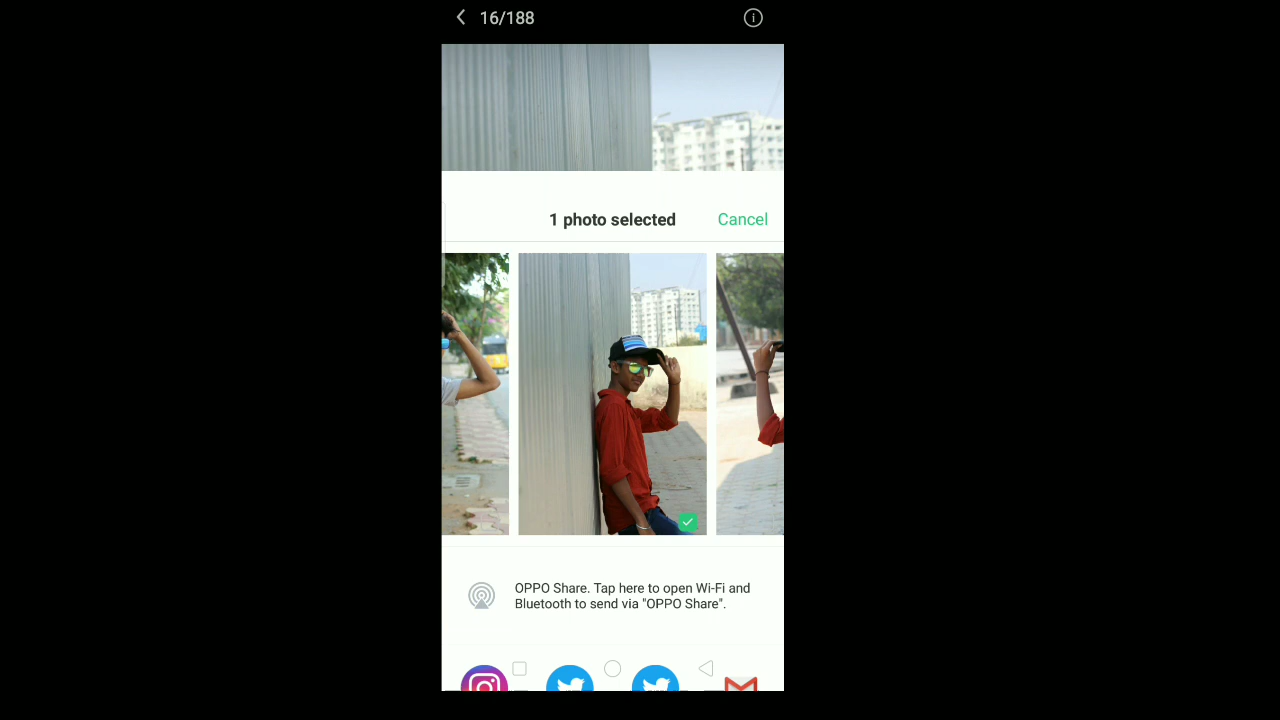 16/188
1 photo selected
Cancel
OPPO Share. Tap here to open Wi-Fi and
Bluetooth to send via "OPPO Share".